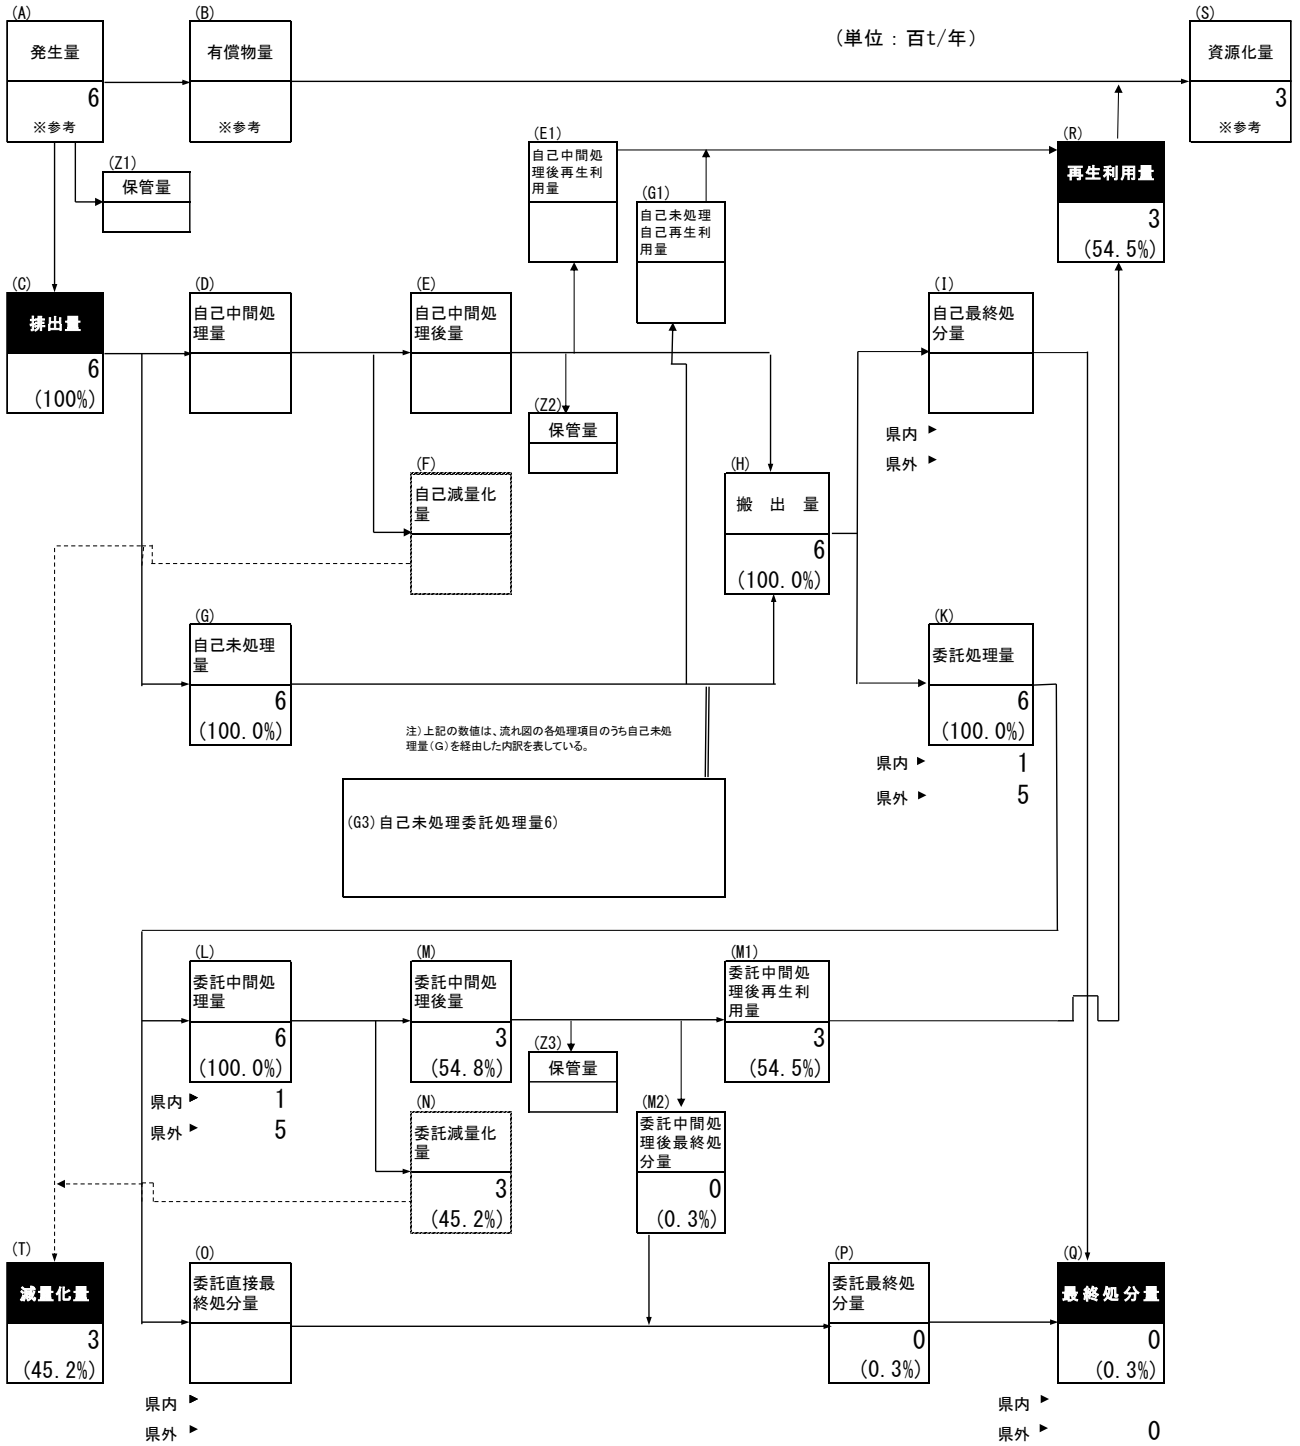 (A)
発生量
6
※参考
(B)
有償物量
※参考
(単位：百t/年)
(S)
資源化量
3
※参考
(Z1)
保管量
(E1)
自己中間処
理後再生利
用量
(G1)
自己未処理
自己再生利
用量
(R)
再生利用量
3
(54.5%)
(C)
排出量
6
(100%)
(D)
自己中間処
理量
(E)
自己中間処
理後量
(Z2)
保管量
(I)
自己最終処
分量
県内
県外
(F)
自己減量化
量
(H)
搬 出 量
6
(100.0%)
(G)
自己未処理
量
6
(100.0%)
(K)
委託処理量
6
(100.0%)
県内 1
県外 5
注)上記の数値は、流れ図の各処理項目のうち自己未処
理量(G)を経由した内訳を表している。
(G3)自己未処理委託処理量6)
(L)
委託中間処
理量
6
(100.0%)
県内 1
県外 5
(M)
委託中間処
理後量
3
(54.8%)
(Z3)
保管量
(M1)
委託中間処
理後再生利
用量
3
(54.5%)
(N)
委託減量化
量
3
(45.2%)
(M2)
委託中間処
理後最終処
分量
0
(0.3%)
(T)
減量化量
3
(45.2%)
(O)
委託直接最
終処分量
県内
県外
(P)
委託最終処
分量
0
(0.3%)
(Q)
最終処分量
0
(0.3%)
県内
県外 0